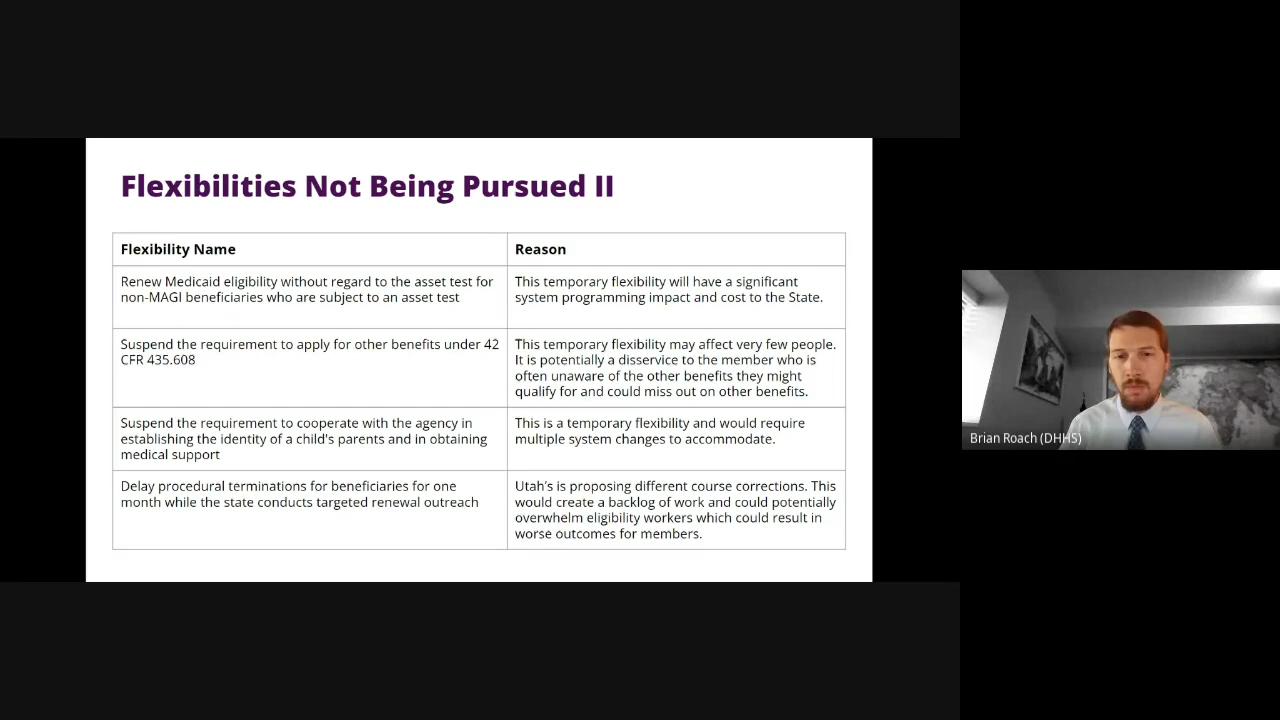 Flexibilities Not Being Pursued II
Flexibility Name
Reason
Renew Medicaid eligibility without regard to the asset test for
non-MAGI beneficiaries who are subject to an asset test
This temporary flexibility will have a significant
system programming impact and cost to the State.
Suspend the requirement to apply for other benefits under 42
CFR 435.608
This temporary flexibility may affect very few people.
It is potentially a disservice to the member who is
often unaware of the other benefits they might
qualify for and could miss out on other benefits.
Suspend the requirement to cooperate with the agency in
establishing the identity of a child's parents and in obtaining
medical support
This is a temporary flexibility and would require
multiple system changes to accommodate.
Delay procedural terminations for beneficiaries for one
month while the state conducts targeted renewal outreach
Utah's is proposing different course corrections. This
would create a backlog of work and could potentially
overwhelm eligibility workers which could result in
worse outcomes for members.
Brian Roach (DHHS)